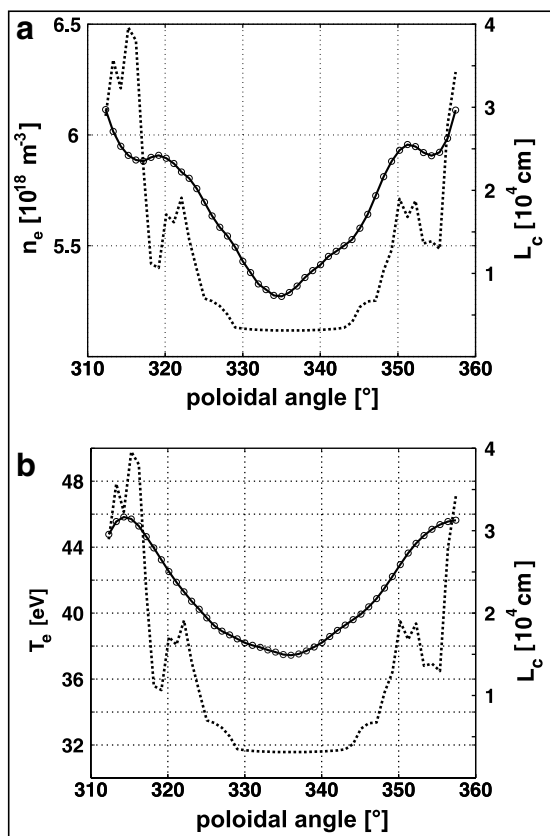 a
6.5
6
5.5
n_e [10^18 m^-3]
4
3
2
1
L_c [10^4 cm]
310 320 330 340 350 360
poloidal angle [°]
b
48
44
40
36
32
T_e [eV]
4
3
2
1
L_c [10^4 cm]
310 320 330 340 350 360
poloidal angle [°]